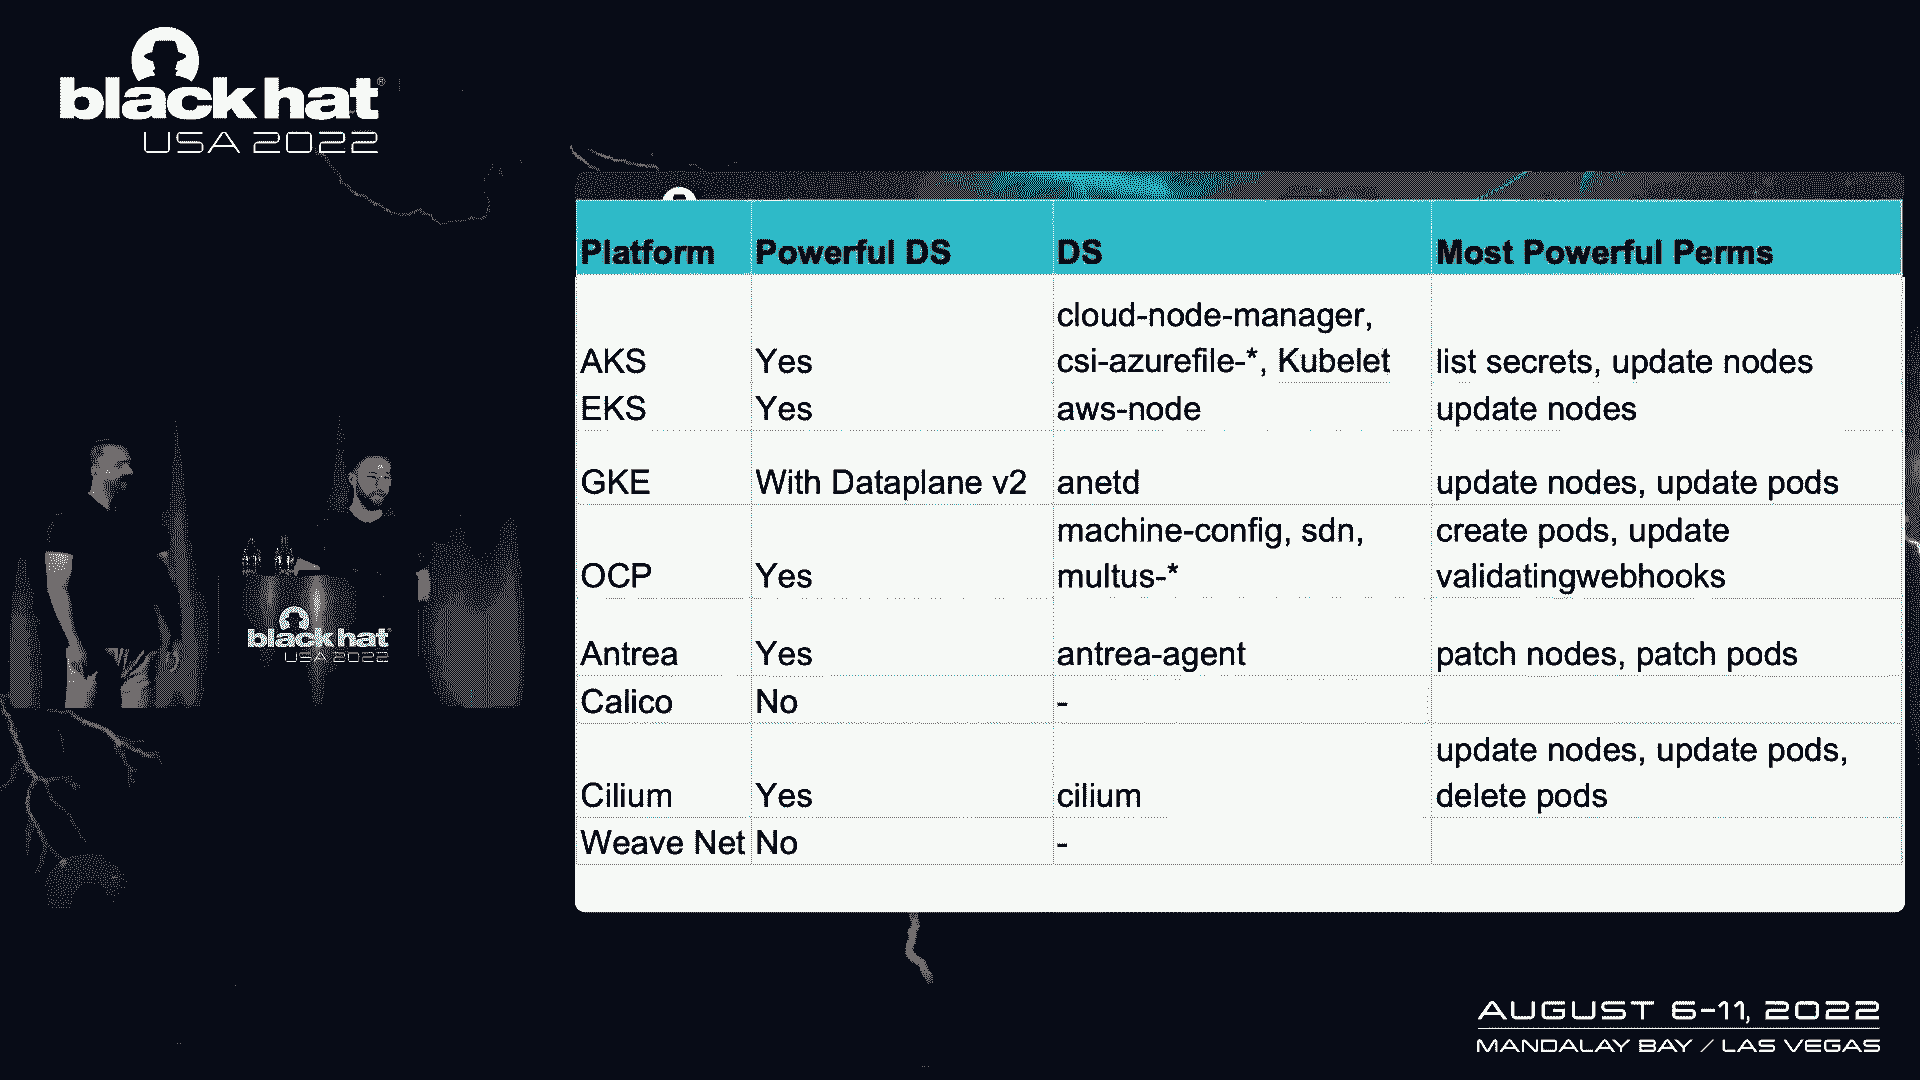 black hat®
USA 2022
Platform Powerful DS DS Most Powerful Perms
cloud-node-manager,
AKS Yes csi-azurefile-*, Kubelet list secrets, update nodes
EKS Yes aws-node update nodes
GKE With Dataplane v2 anetd update nodes, update pods
machine-config, sdn, create pods, update
OCP Yes multus-* validatingwebhooks
Antrea Yes antrea-agent patch nodes, patch pods
Calico No -
update nodes, update pods,
Cilium Yes cilium delete pods
Weave Net No -
black hat
USA 2022
AUGUST 6-11, 2022
MANDALAY BAY / LAS VEGAS